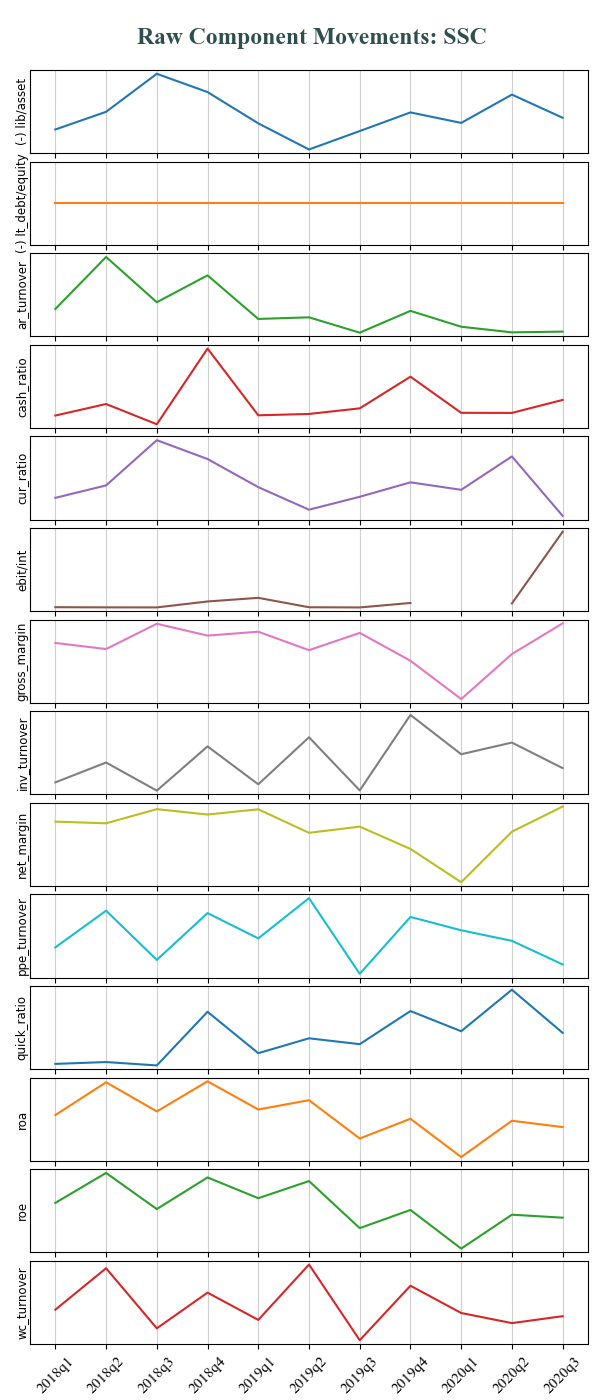 Raw Component Movements: SSC
(-) lib/asset
(-) lt_debt/equity
ar_turnover
cash_ratio
cur_ratio
ebit/int
gross_margin
inv_turnover
net_margin
ppe_turnover
quick_ratio
roa
roe
wc_turnover
2018q1 2018q2 2018q3 2018q4 2019q1 2019q2 2019q3 2019q4 2020q1 2020q2 2020q3